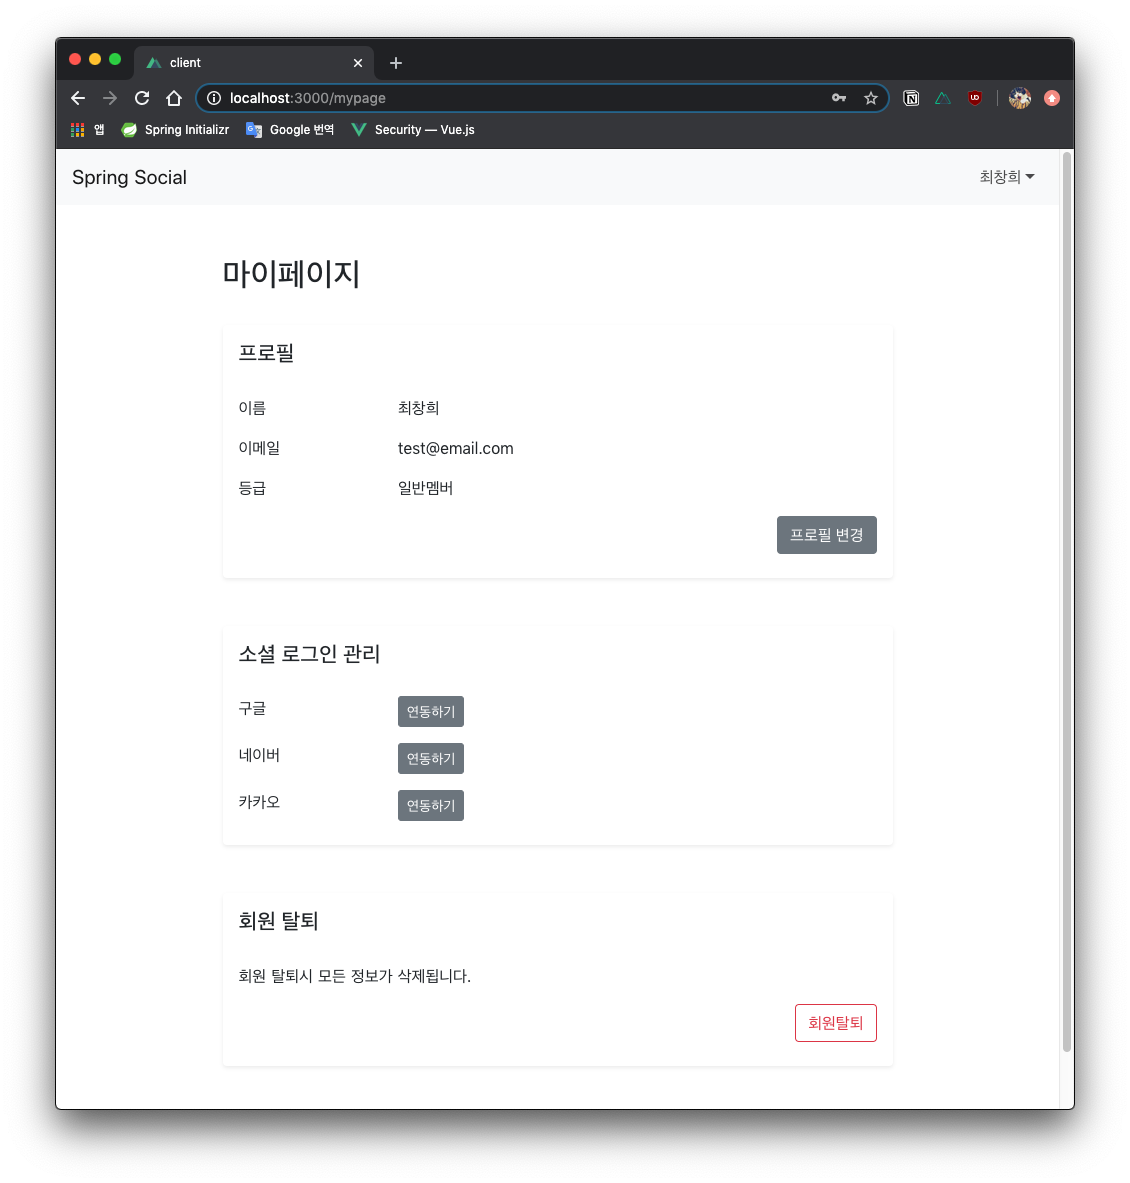 client
localhost:3000/mypage
앱 Spring Initializr Google 번역 Security — Vue.js
Spring Social 최창희
마이페이지
프로필
이름 최창희
이메일 test@email.com
등급 일반멤버
프로필 변경
소셜 로그인 관리
구글 연동하기
네이버 연동하기
카카오 연동하기
회원 탈퇴
회원 탈퇴시 모든 정보가 삭제됩니다.
회원탈퇴